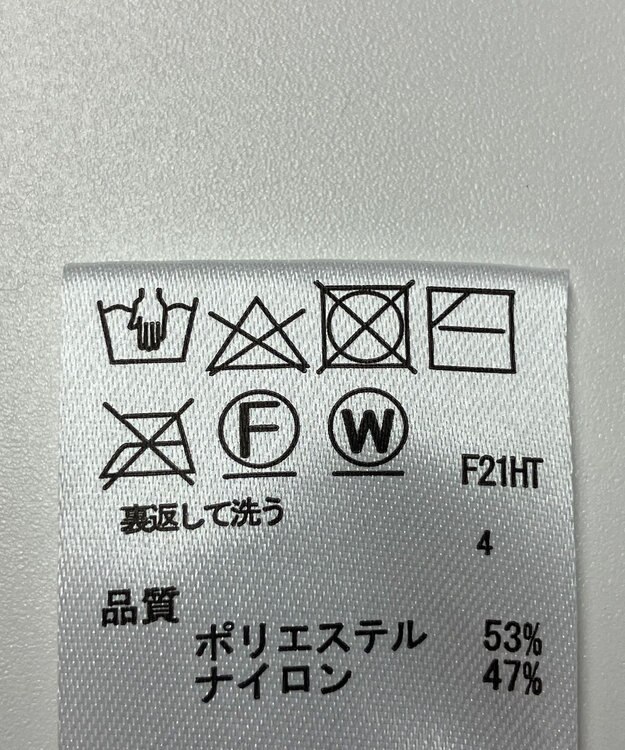 F W
F21HT
裏返して洗う
4
品質
ポリエステル 53%
ナイロン 47%